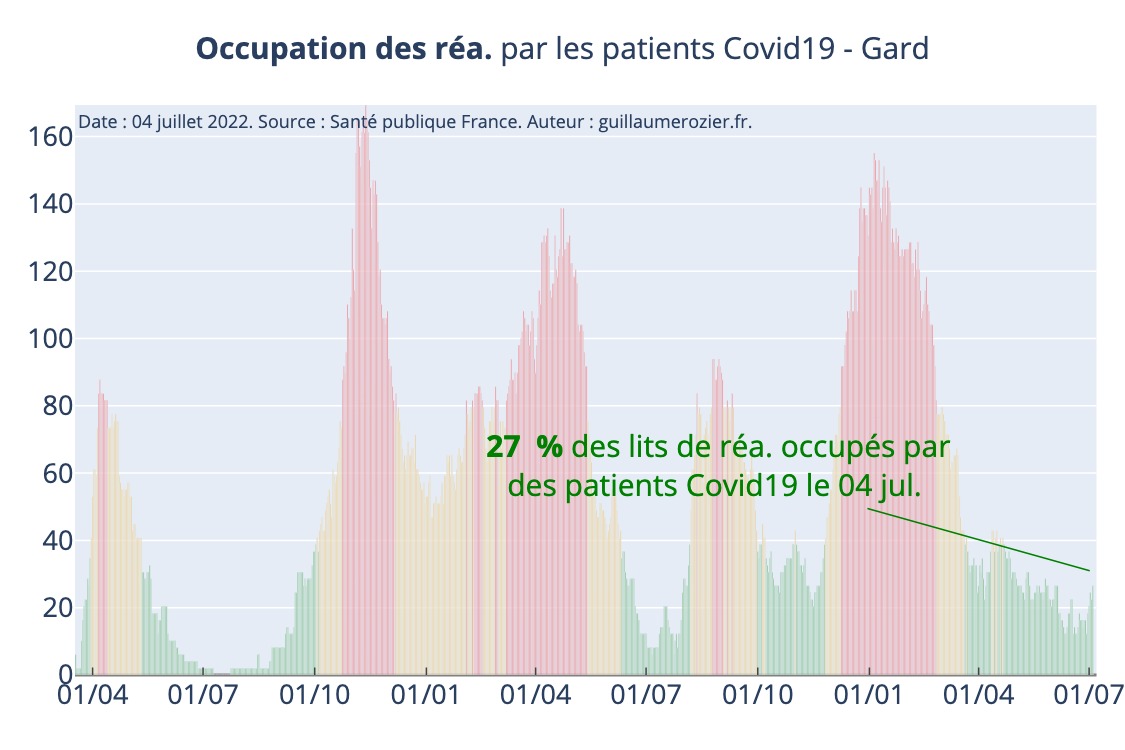 Occupation des réa. par les patients Covid19 - Gard
Date : 04 juillet 2022. Source : Santé publique France. Auteur : guillaumerozier.fr.
160
140
120
100
80
60
40
20
0
27 % des lits de réa. occupés par
des patients Covid19 le 04 jul.
01/04 01/07 01/10 01/01 01/04 01/07 01/10 01/01 01/04 01/07